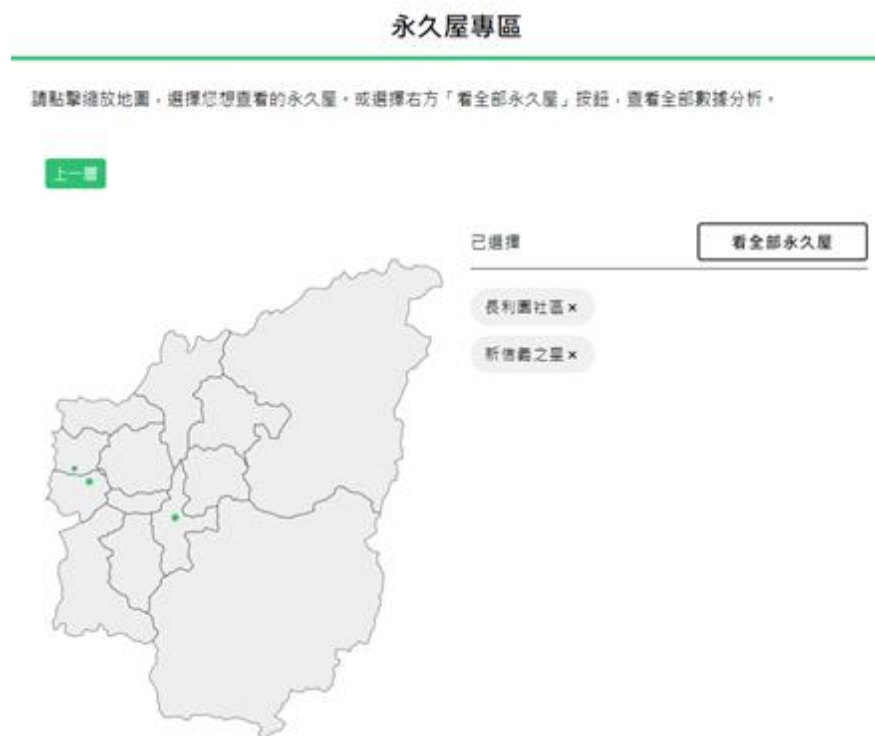 永久屋專區
請點擊縮放地圖，選擇您想查看的永久屋。或選擇右方「看全部永久屋」按鈕，查看全部數據分析。
上一層
已選擇
看全部永久屋
長利園社區 ×
新信義之星 ×